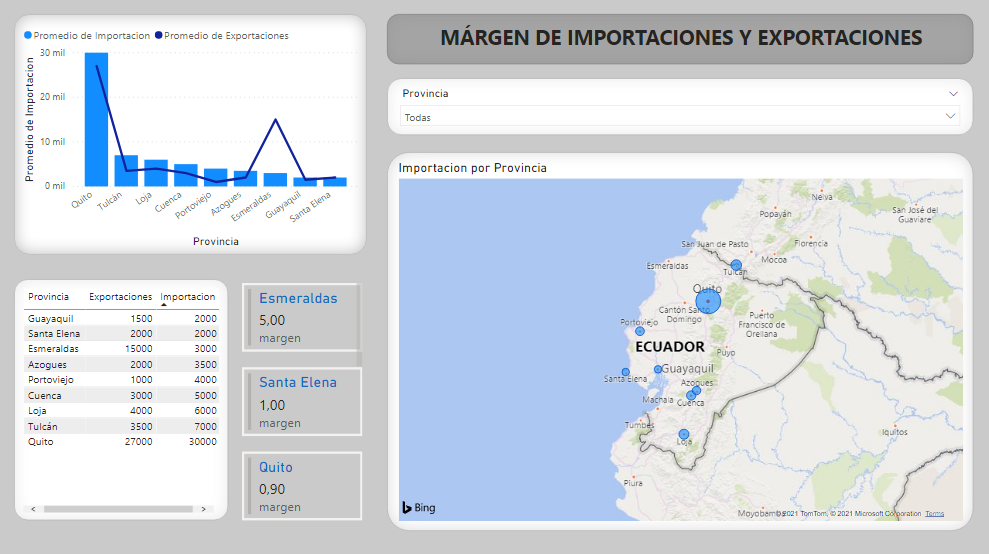 Promedio de Importacion Promedio de Exportaciones
Promedio de Importacion
30 mil
20 mil
10 mil
0 mil
Quito
Tulcán
Loja
Cuenca
Portoviejo
Azogues
Esmeraldas
Guayaquil
Santa Elena
Provincia
MÁRGEN DE IMPORTACIONES Y EXPORTACIONES
Provincia
Todas
Provincia Exportaciones Importacion
Guayaquil 1500 2000
Santa Elena 2000 2000
Esmeraldas 15000 3000
Azogues 2000 3500
Portoviejo 1000 4000
Cuenca 3000 5000
Loja 4000 6000
Tulcán 3500 7000
Quito 27000 30000
Esmeraldas
5,00
margen
Santa Elena
1,00
margen
Quito
0,90
margen
Importacion por Provincia
Neiva
Popayán
San José del
Guaviare
San Juan de Pasto
Florencia
Mocoa
Esmeraldas
Tulcán
Quito
Cantón Santo
Domingo
Puerto
Francisco de
Orellana
Portoviejo
ECUADOR
Puyo
Guayaquil
Santa Elena
Azogues
Cuenca
Machala
Tumbes
Loja
Iquitos
Piura
Moyobamba
Bing
© 2021 TomTom, © 2021 Microsoft Corporation Terms